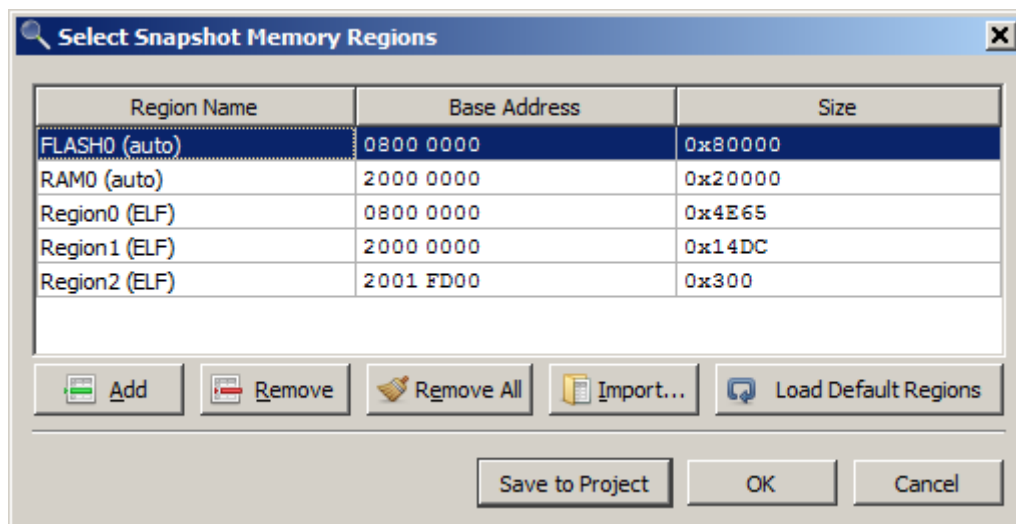 Select Snapshot Memory Regions
Region Name Base Address Size
FLASH0 (auto) 0800 0000 0x80000
RAM0 (auto) 2000 0000 0x20000
Region0 (ELF) 0800 0000 0x4E65
Region1 (ELF) 2000 0000 0x14DC
Region2 (ELF) 2001 FD00 0x300
Add Remove Remove All Import... Load Default Regions
Save to Project OK Cancel